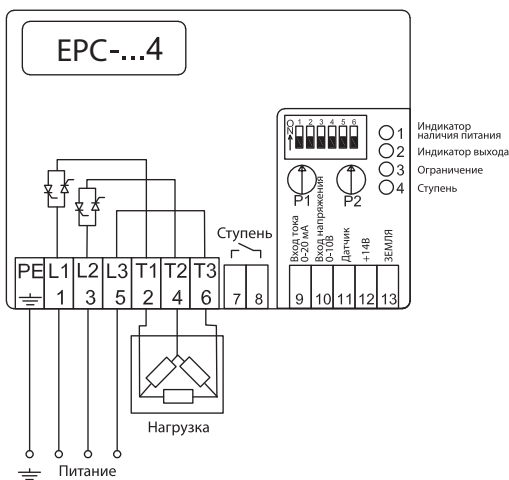 EPC-...4
ON
1 2 3 4 5 6
P1 P2
1 Индикатор
наличия питания
2 Индикатор выхода
3 Ограничение
4 Ступень
Ступень
Вход тока
0-20 мА
Вход напряжения
0-10В
Датчик
+14В
ЗЕМЛЯ
PE L1 L2 L3 T1 T2 T3
1 3 5 2 4 6
7 8
9 10 11 12 13
Нагрузка
Питание